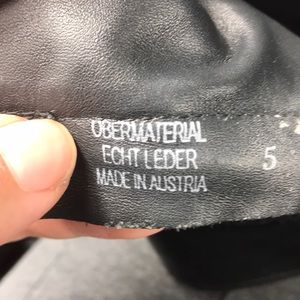 OBERMATERIAL
ECHT LEDER
MADE IN AUSTRIA
5